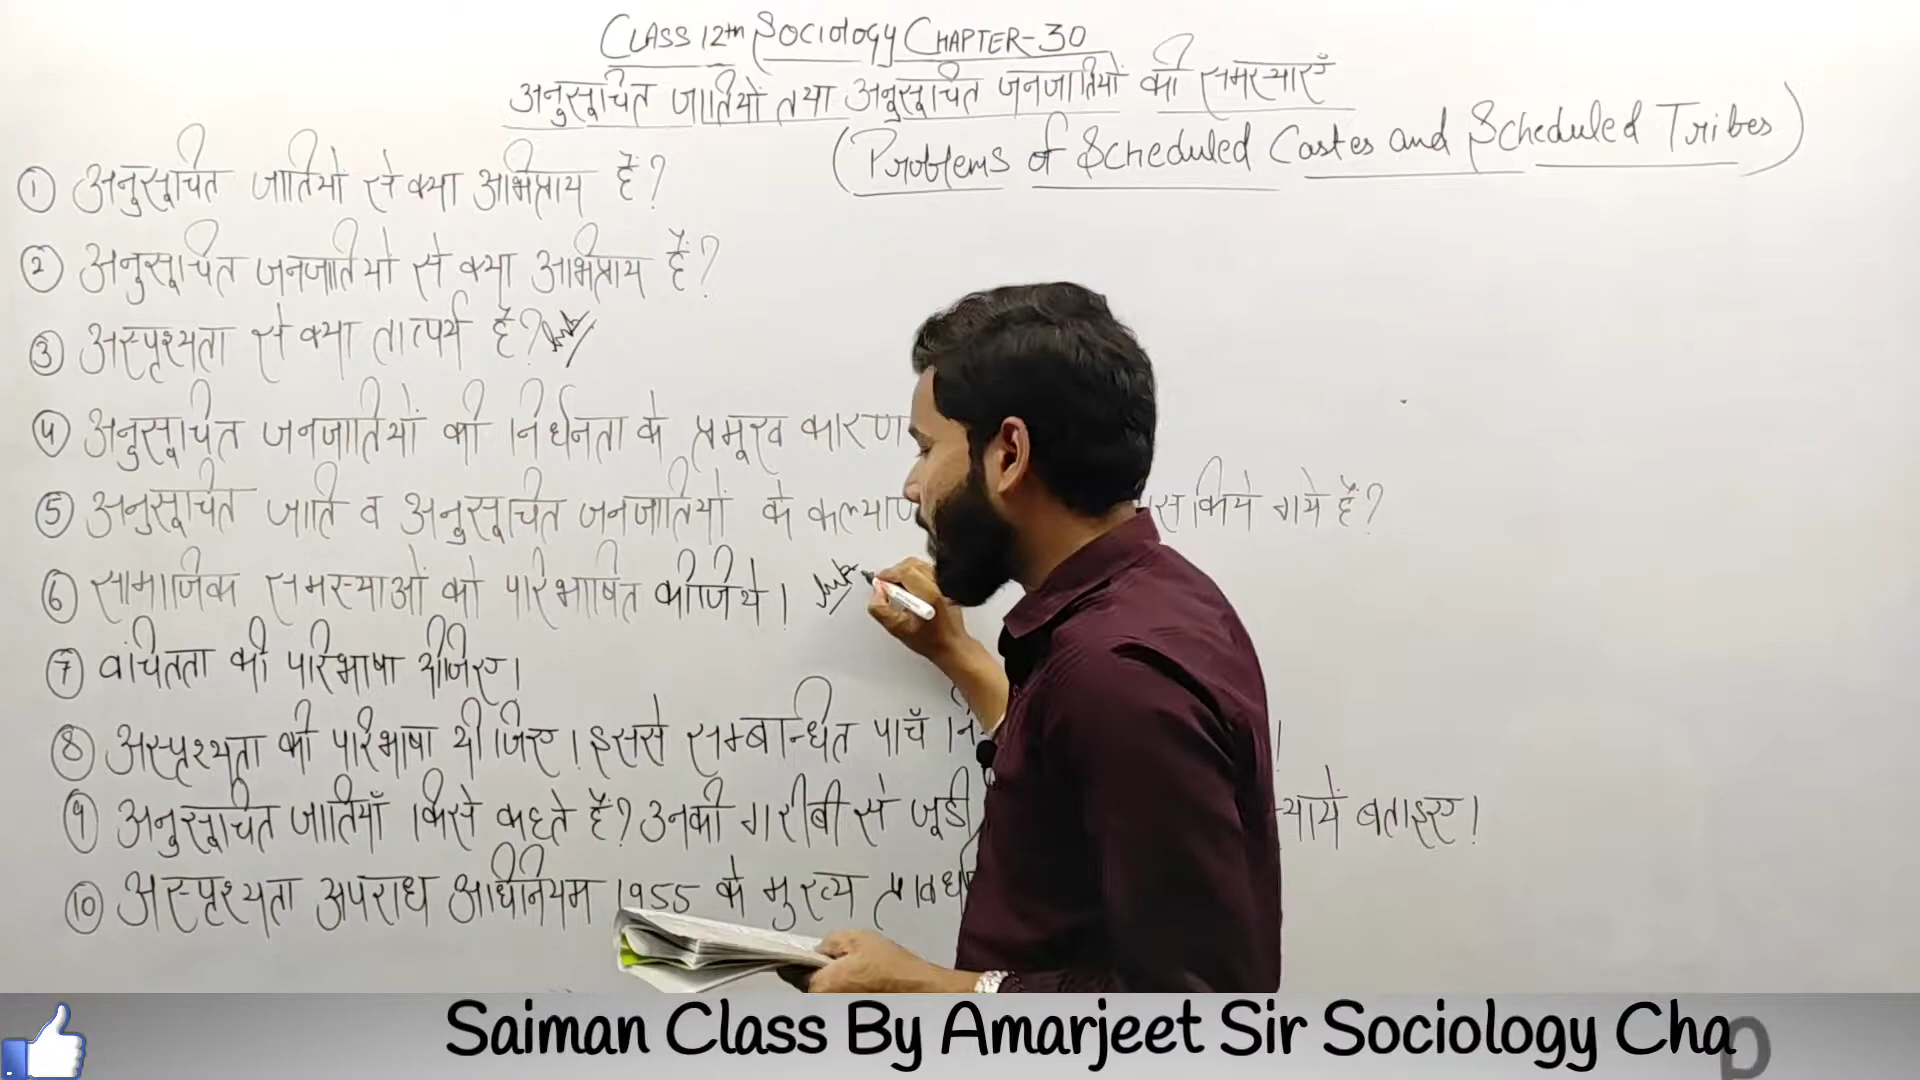 CLASS 12th SOCIOLOGY CHAPTER-30
अनुसूचित जातियों तथा अनुसूचित जनजातियों की समस्याएँ
(Problems of Scheduled Castes and Scheduled Tribes)
① अनुसूचित जातियों से क्या अभिप्राय है?
② अनुसूचित जनजातियों से क्या अभिप्राय है?
③ अस्पृश्यता से क्या तात्पर्य है? Imp
④ अनुसूचित जनजातियों की निर्धनता के प्रमुख कारण
⑤ अनुसूचित जाति व अनुसूचित जनजातियों के किये गये हैं?
⑥ सामाजिक समस्याओं को परिभाषित कीजिये। Imp
⑦ वंचितता की परिभाषा दीजिए।
⑧ अस्पृश्यता की परिभाषा दीजिए। इससे सम्बन्धित पाँच
⑨ अनुसूचित जातियाँ किसे कहते हैं? उनकी गरीबी से जूडी बताइए।
⑩ अस्पृश्यता अपराध अधिनियम 1955 के मुख्य
Saiman Class By Amarjeet Sir Sociology Cha